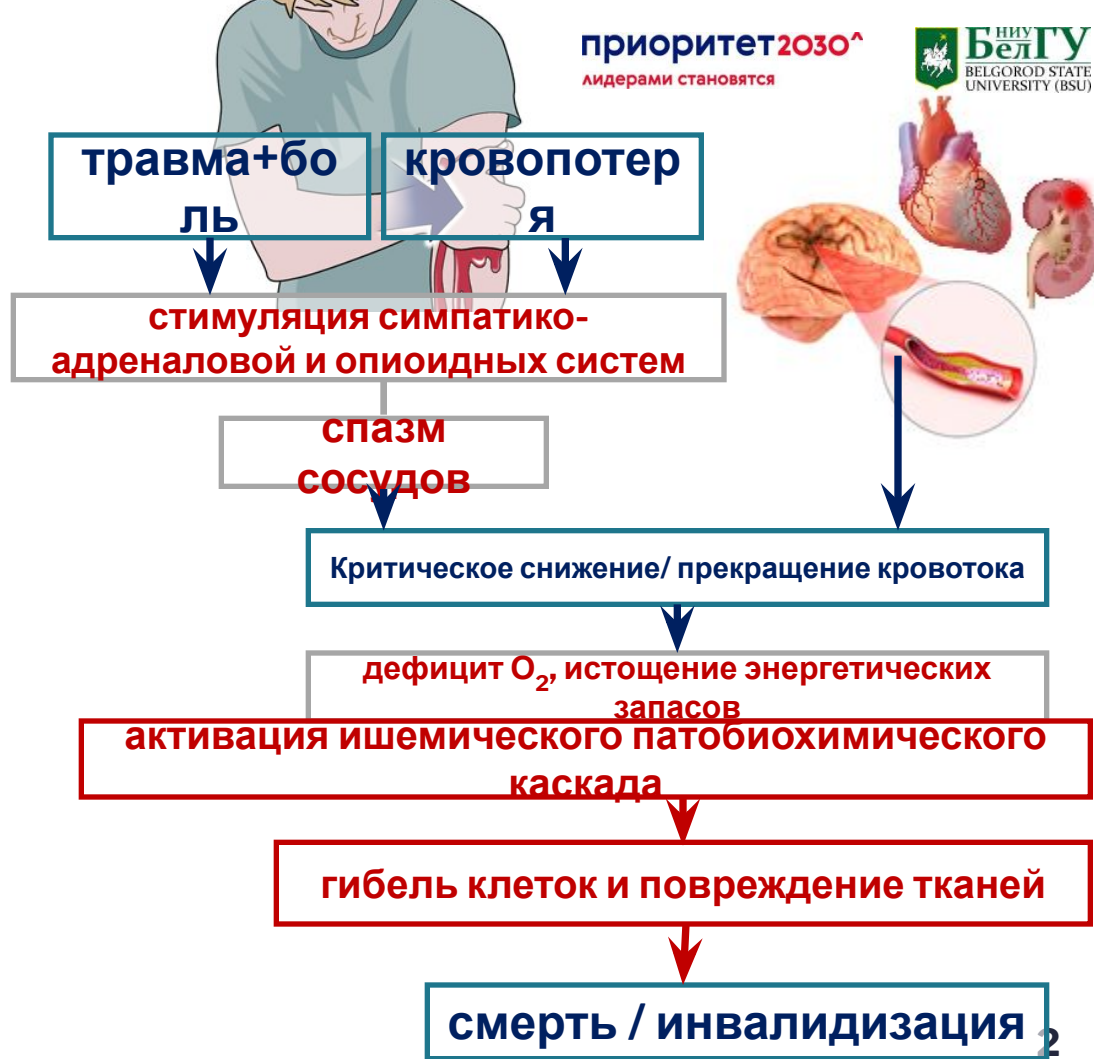 приоритет2030^
лидерами становятся
НИУ
БелГУ
BELGOROD STATE
UNIVERSITY (BSU)
травма+бо
ль
кровопотер
я
стимуляция симпатико-
адреналовой и опиоидных систем
спазм
сосудов
Критическое снижение/ прекращение кровотока
дефицит O₂, истощение энергетических
запасов
активация ишемического патобиохимического
каскада
гибель клеток и повреждение тканей
смерть / инвалидизация
2